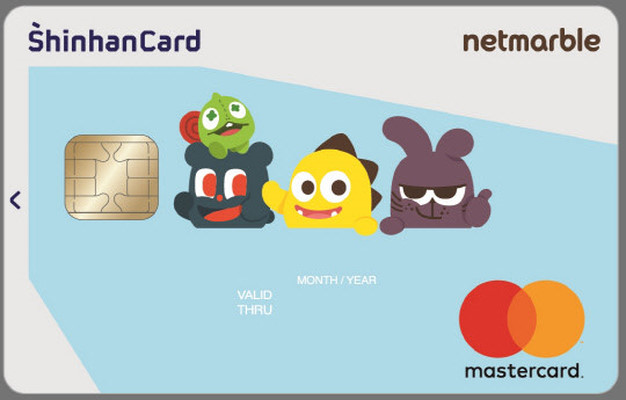 ShinhanCard
netmarble
MONTH / YEAR
VALID
THRU
mastercard.